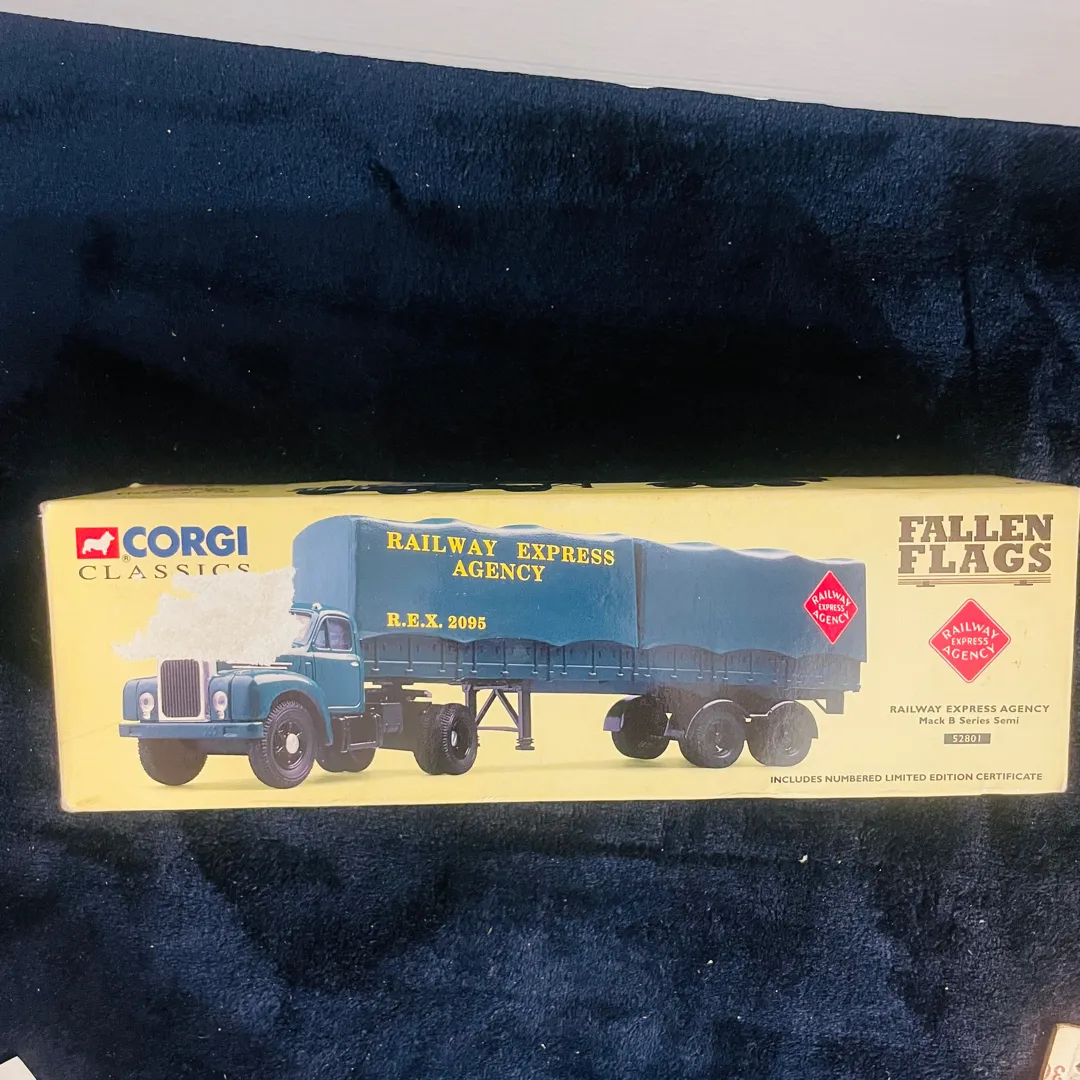 CORGI
CLASSICS
RAILWAY EXPRESS
AGENCY
R.E.X. 2095
RAILWAY
EXPRESS
AGENCY
FALLEN
FLAGS
RAILWAY
EXPRESS
AGENCY
RAILWAY EXPRESS AGENCY
Mack B Series Semi
52801
INCLUDES NUMBERED LIMITED EDITION CERTIFICATE